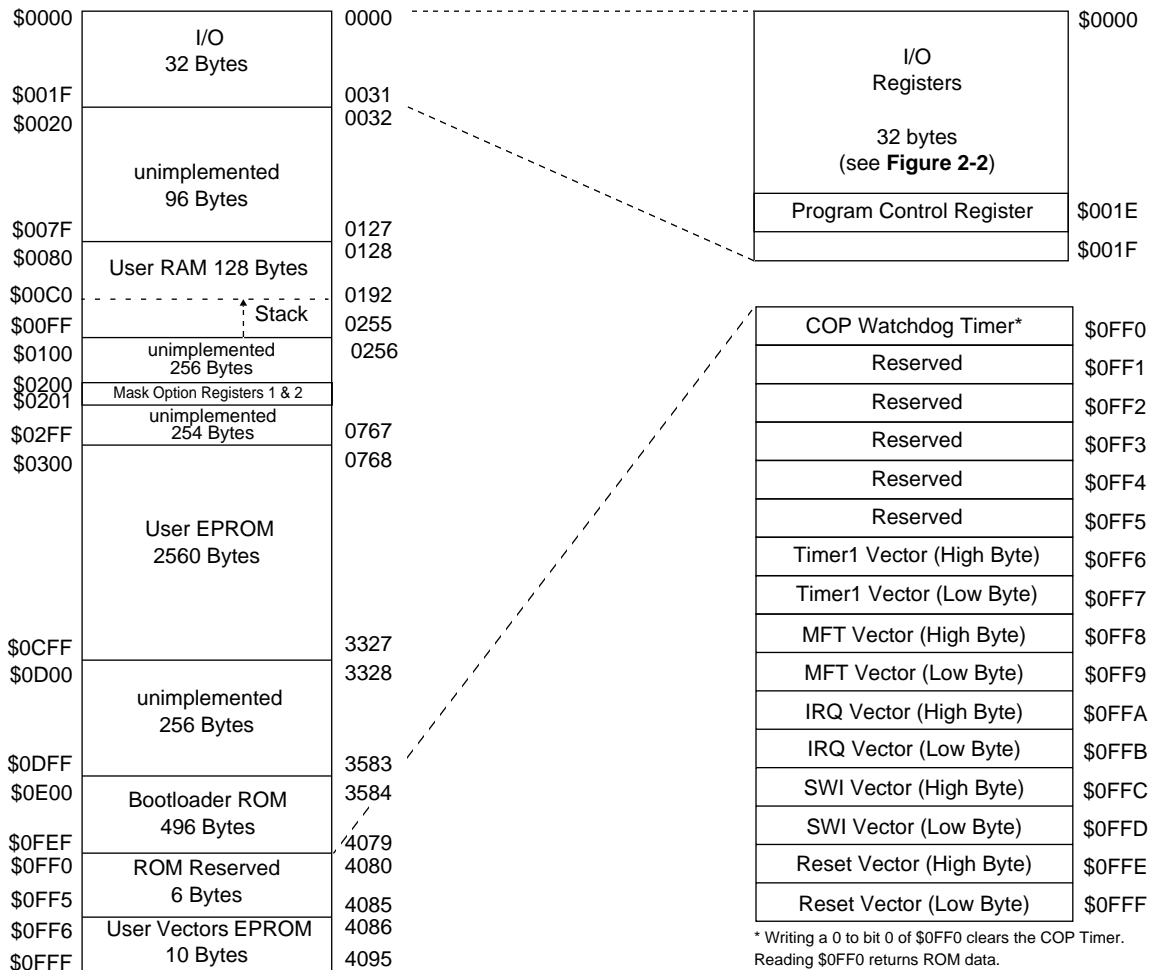 $0000
I/O
32 Bytes
0000
$001F
0031
$0020
0032
unimplemented
96 Bytes
$007F
0127
$0080
0128
User RAM 128 Bytes
$00C0
0192
Stack
$00FF
0255
$0100
unimplemented
256 Bytes
0256
$0200
Mask Option Registers 1 & 2
$0201
unimplemented
254 Bytes
$02FF
0767
$0300
0768
User EPROM
2560 Bytes
$0CFF
3327
$0D00
3328
unimplemented
256 Bytes
$0DFF
3583
$0E00
3584
Bootloader ROM
496 Bytes
$0FEF
4079
$0FF0
4080
ROM Reserved
6 Bytes
$0FF5
4085
$0FF6
4086
User Vectors EPROM
10 Bytes
$0FFF
4095
$0000
I/O
Registers
32 bytes
(see Figure 2-2)
Program Control Register $001E
$001F
COP Watchdog Timer* $0FF0
Reserved $0FF1
Reserved $0FF2
Reserved $0FF3
Reserved $0FF4
Reserved $0FF5
Timer1 Vector (High Byte) $0FF6
Timer1 Vector (Low Byte) $0FF7
MFT Vector (High Byte) $0FF8
MFT Vector (Low Byte) $0FF9
IRQ Vector (High Byte) $0FFA
IRQ Vector (Low Byte) $0FFB
SWI Vector (High Byte) $0FFC
SWI Vector (Low Byte) $0FFD
Reset Vector (High Byte) $0FFE
Reset Vector (Low Byte) $0FFF
* Writing a 0 to bit 0 of $0FF0 clears the COP Timer.
Reading $0FF0 returns ROM data.